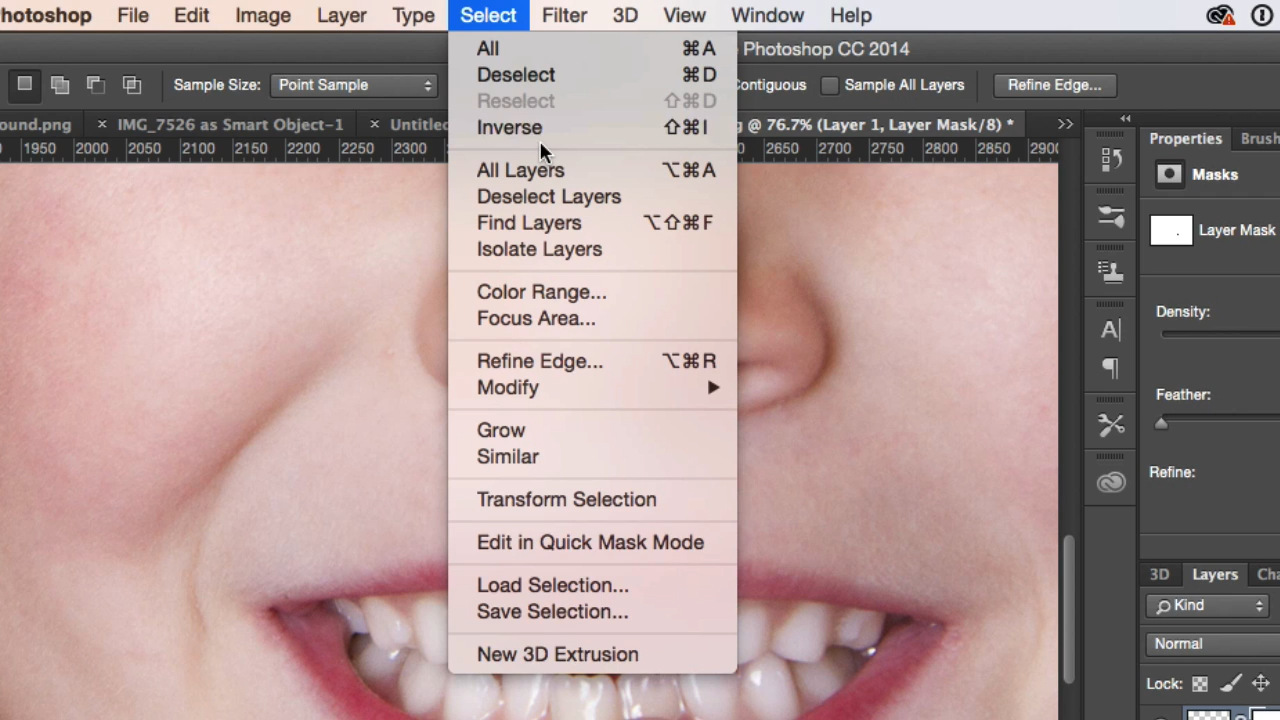 hotoshop File Edit Image Layer Type Select Filter 3D View Window Help
Photoshop CC 2014
Sample Size: Point Sample Contiguous Sample All Layers Refine Edge...
ound.png × IMG_7526 as Smart Object-1 × Untitled g @ 76.7% (Layer 1, Layer Mask/8) * >>
1950 2000 2050 2100 2150 2200 2250 2300 2650 2700 2750 2800 2850 2900
All ⌘A
Deselect ⌘D
Reselect ⇧⌘D
Inverse ⇧⌘I
All Layers ⌥⌘A
Deselect Layers
Find Layers ⌥⇧⌘F
Isolate Layers
Color Range...
Focus Area...
Refine Edge... ⌥⌘R
Modify ▶
Grow
Similar
Transform Selection
Edit in Quick Mask Mode
Load Selection...
Save Selection...
New 3D Extrusion
Properties Brush
Masks
Layer Mask
Density:
Feather:
Refine:
3D Layers Cha
Kind
Normal
Lock: